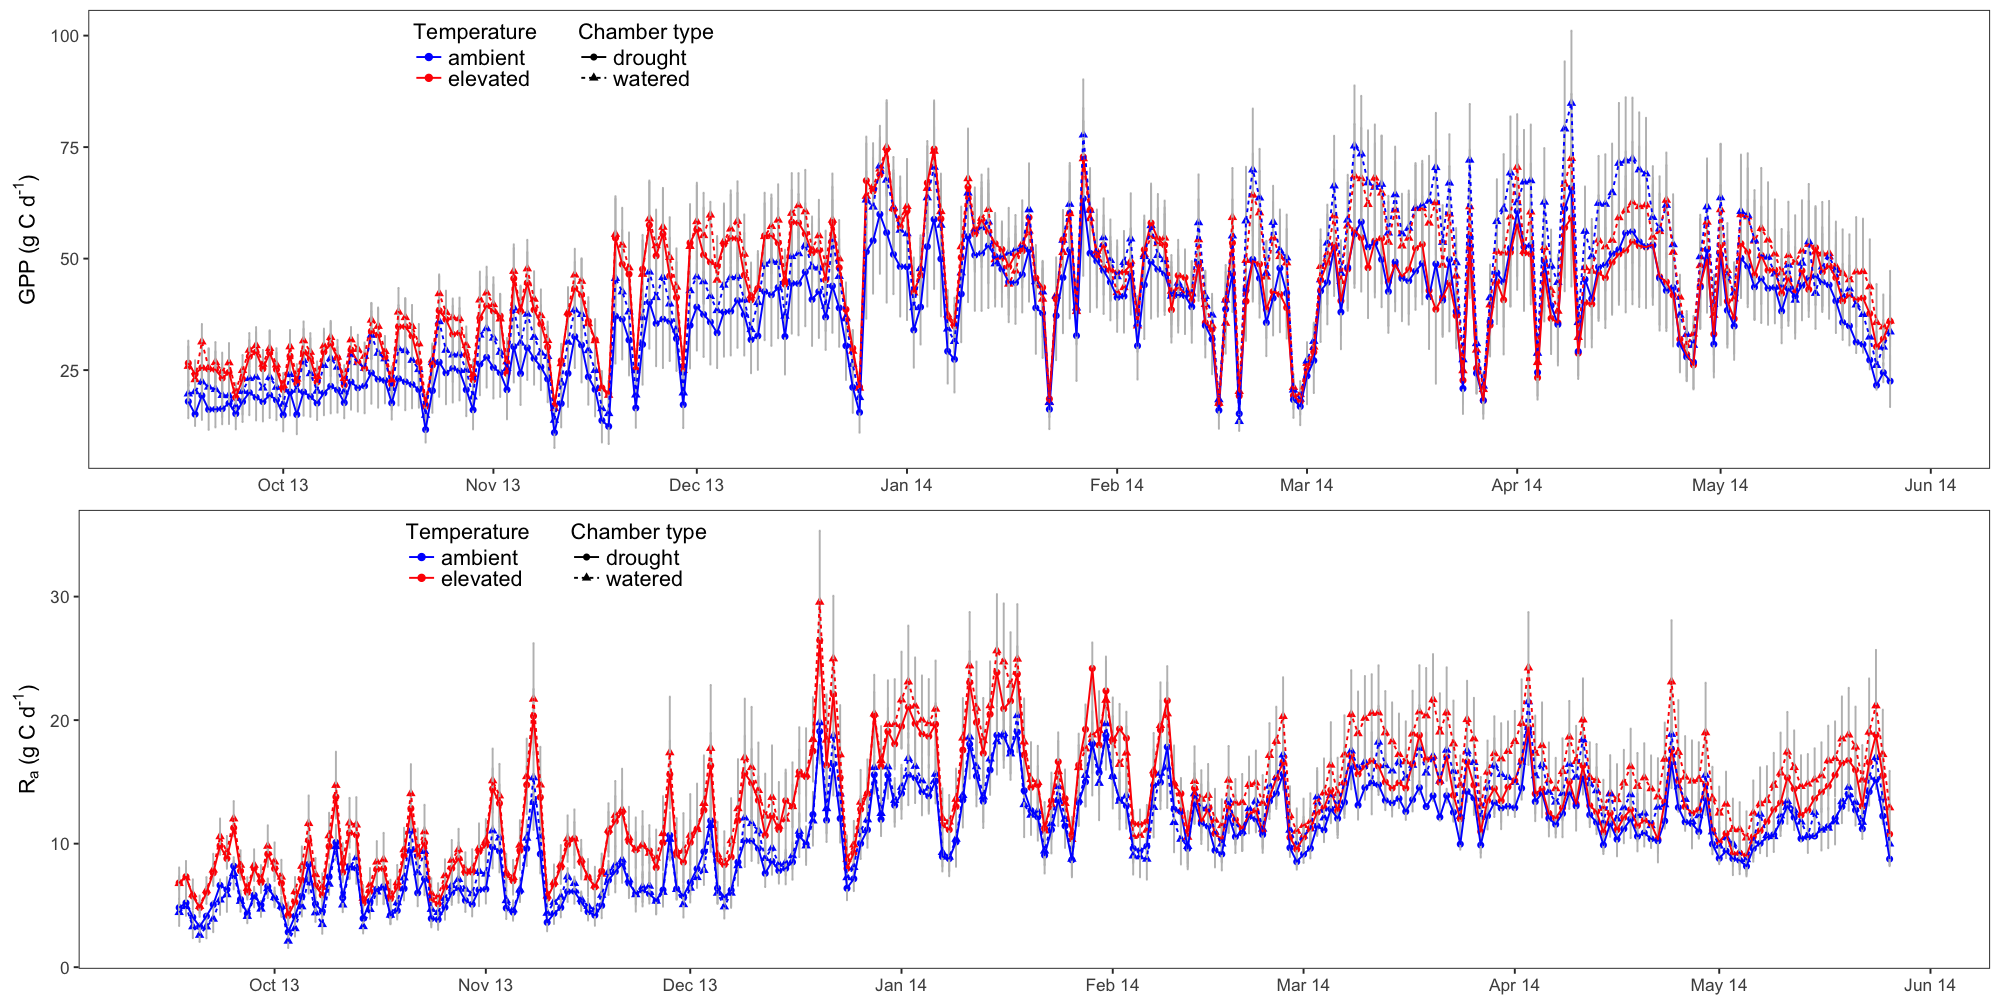 Temperature Chamber type
ambient drought
elevated watered
GPP (g C d⁻¹)
100
75
50
25
Oct 13 Nov 13 Dec 13 Jan 14 Feb 14 Mar 14 Apr 14 May 14 Jun 14
Temperature Chamber type
ambient drought
elevated watered
Rₐ (g C d⁻¹)
30
20
10
0
Oct 13 Nov 13 Dec 13 Jan 14 Feb 14 Mar 14 Apr 14 May 14 Jun 14